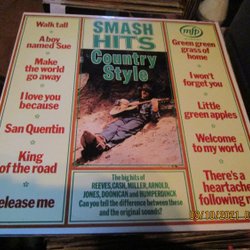 SMASH
HITS
Country
Style
mfp
Walk tall
A boy
named Sue
Make
the world
go away
I love you
because
San Quentin
King
of the road
elease me
Green green
grass of
home
I won't
forget you
Little
green apples
Welcome
to my world
There's a
heartache
following m
The big hits of
REEVES, CASH, MILLER, ARNOLD,
JONES, DOONICAN and HUMPERDINCK
Can you tell the difference between these
and the original sounds?